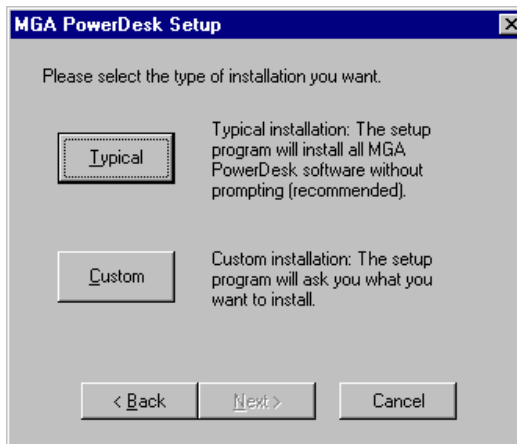 MGA PowerDesk Setup
Please select the type of installation you want.
Typical
Typical installation: The setup
program will install all MGA
PowerDesk software without
prompting (recommended).
Custom
Custom installation: The setup
program will ask you what you
want to install.
< Back
Next >
Cancel